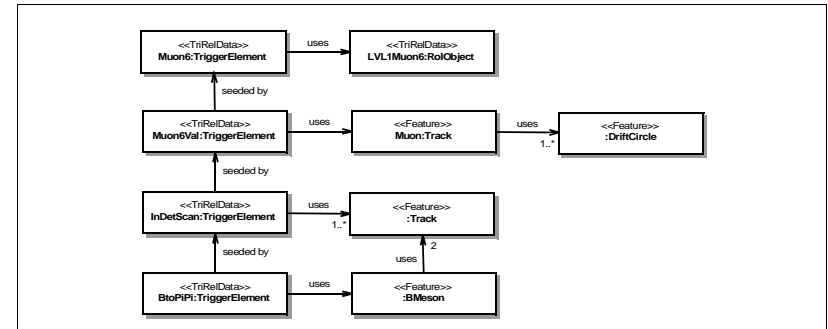 <<TriRelData>>
Muon6:TriggerElement
uses
<<TriRelData>>
LVL1Muon6:RoIObject
seeded by
<<TriRelData>>
Muon6Val:TriggerElement
uses
<<Feature>>
Muon:Track
uses
1..*
<<Feature>>
:DriftCircle
seeded by
<<TriRelData>>
InDetScan:TriggerElement
uses
1..*
<<Feature>>
:Track
seeded by
2
uses
<<TriRelData>>
BtoPiPi:TriggerElement
uses
<<Feature>>
:BMeson